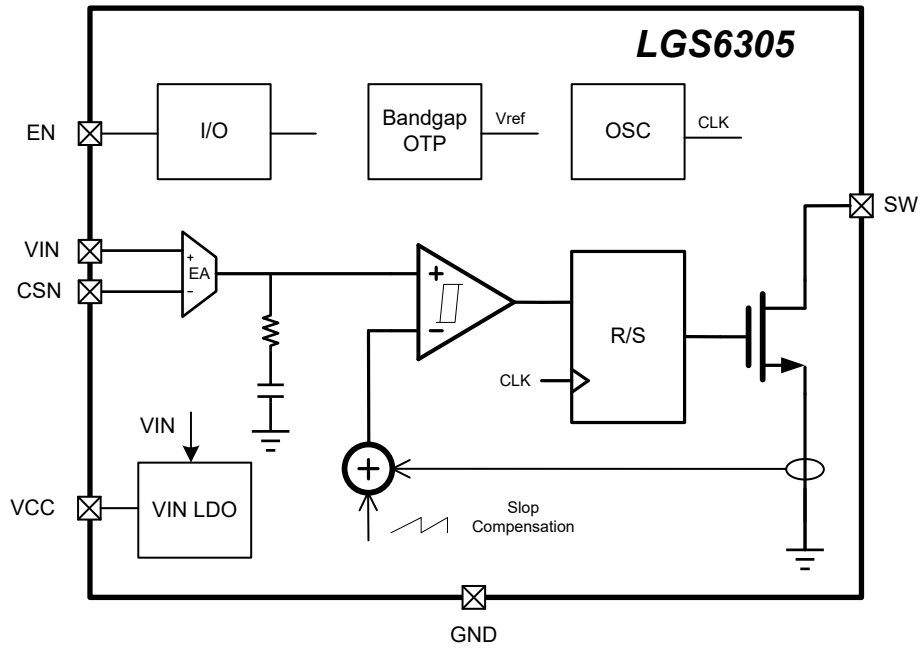 LGS6305
EN
I/O
Bandgap
OTP
Vref
OSC
CLK
SW
VIN
CSN
+
EA
-
+
-
R/S
CLK
VIN
VCC
VIN LDO
+
Slop
Compensation
GND